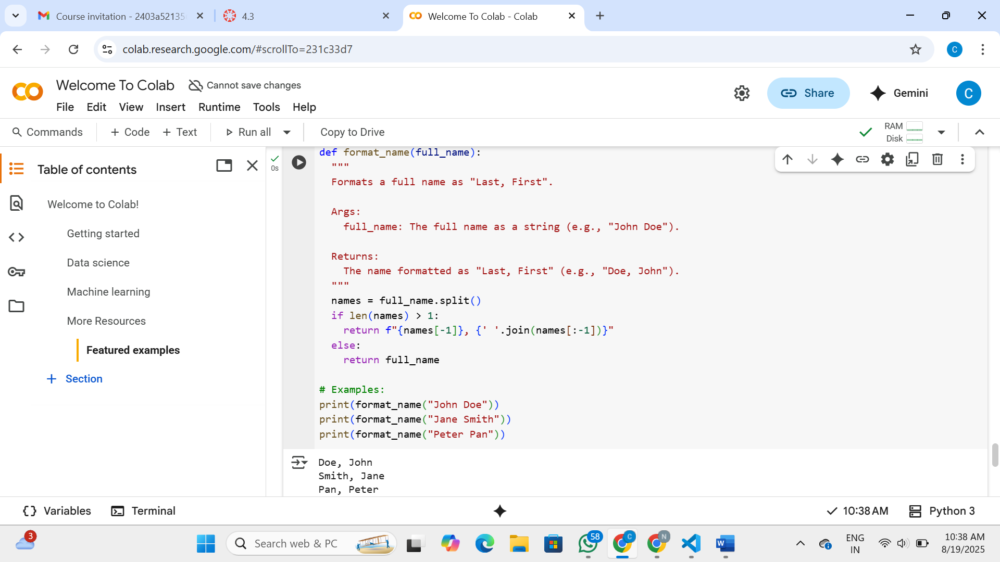 Course invitation - 2403a52135
4.3
Welcome To Colab - Colab
colab.research.google.com/#scrollTo=231c33d7
C
Welcome To Colab
Cannot save changes
File Edit View Insert Runtime Tools Help
Share
Gemini
C
Commands
+ Code + Text
Run all
Copy to Drive
RAM
Disk
Table of contents
Welcome to Colab!
Getting started
Data science
Machine learning
More Resources
Featured examples
+ Section
0s
def format_name(full_name):
"""
Formats a full name as "Last, First".
Args:
full_name: The full name as a string (e.g., "John Doe").
Returns:
The name formatted as "Last, First" (e.g., "Doe, John").
"""
names = full_name.split()
if len(names) > 1:
return f"{names[-1]}, {' '.join(names[:-1])}"
else:
return full_name
# Examples:
print(format_name("John Doe"))
print(format_name("Jane Smith"))
print(format_name("Peter Pan"))
Doe, John
Smith, Jane
Pan, Peter
{} Variables
Terminal
10:38 AM
Python 3
3
Search web & PC
58
C
N
W
ENG
IN
10:38 AM
8/19/2025